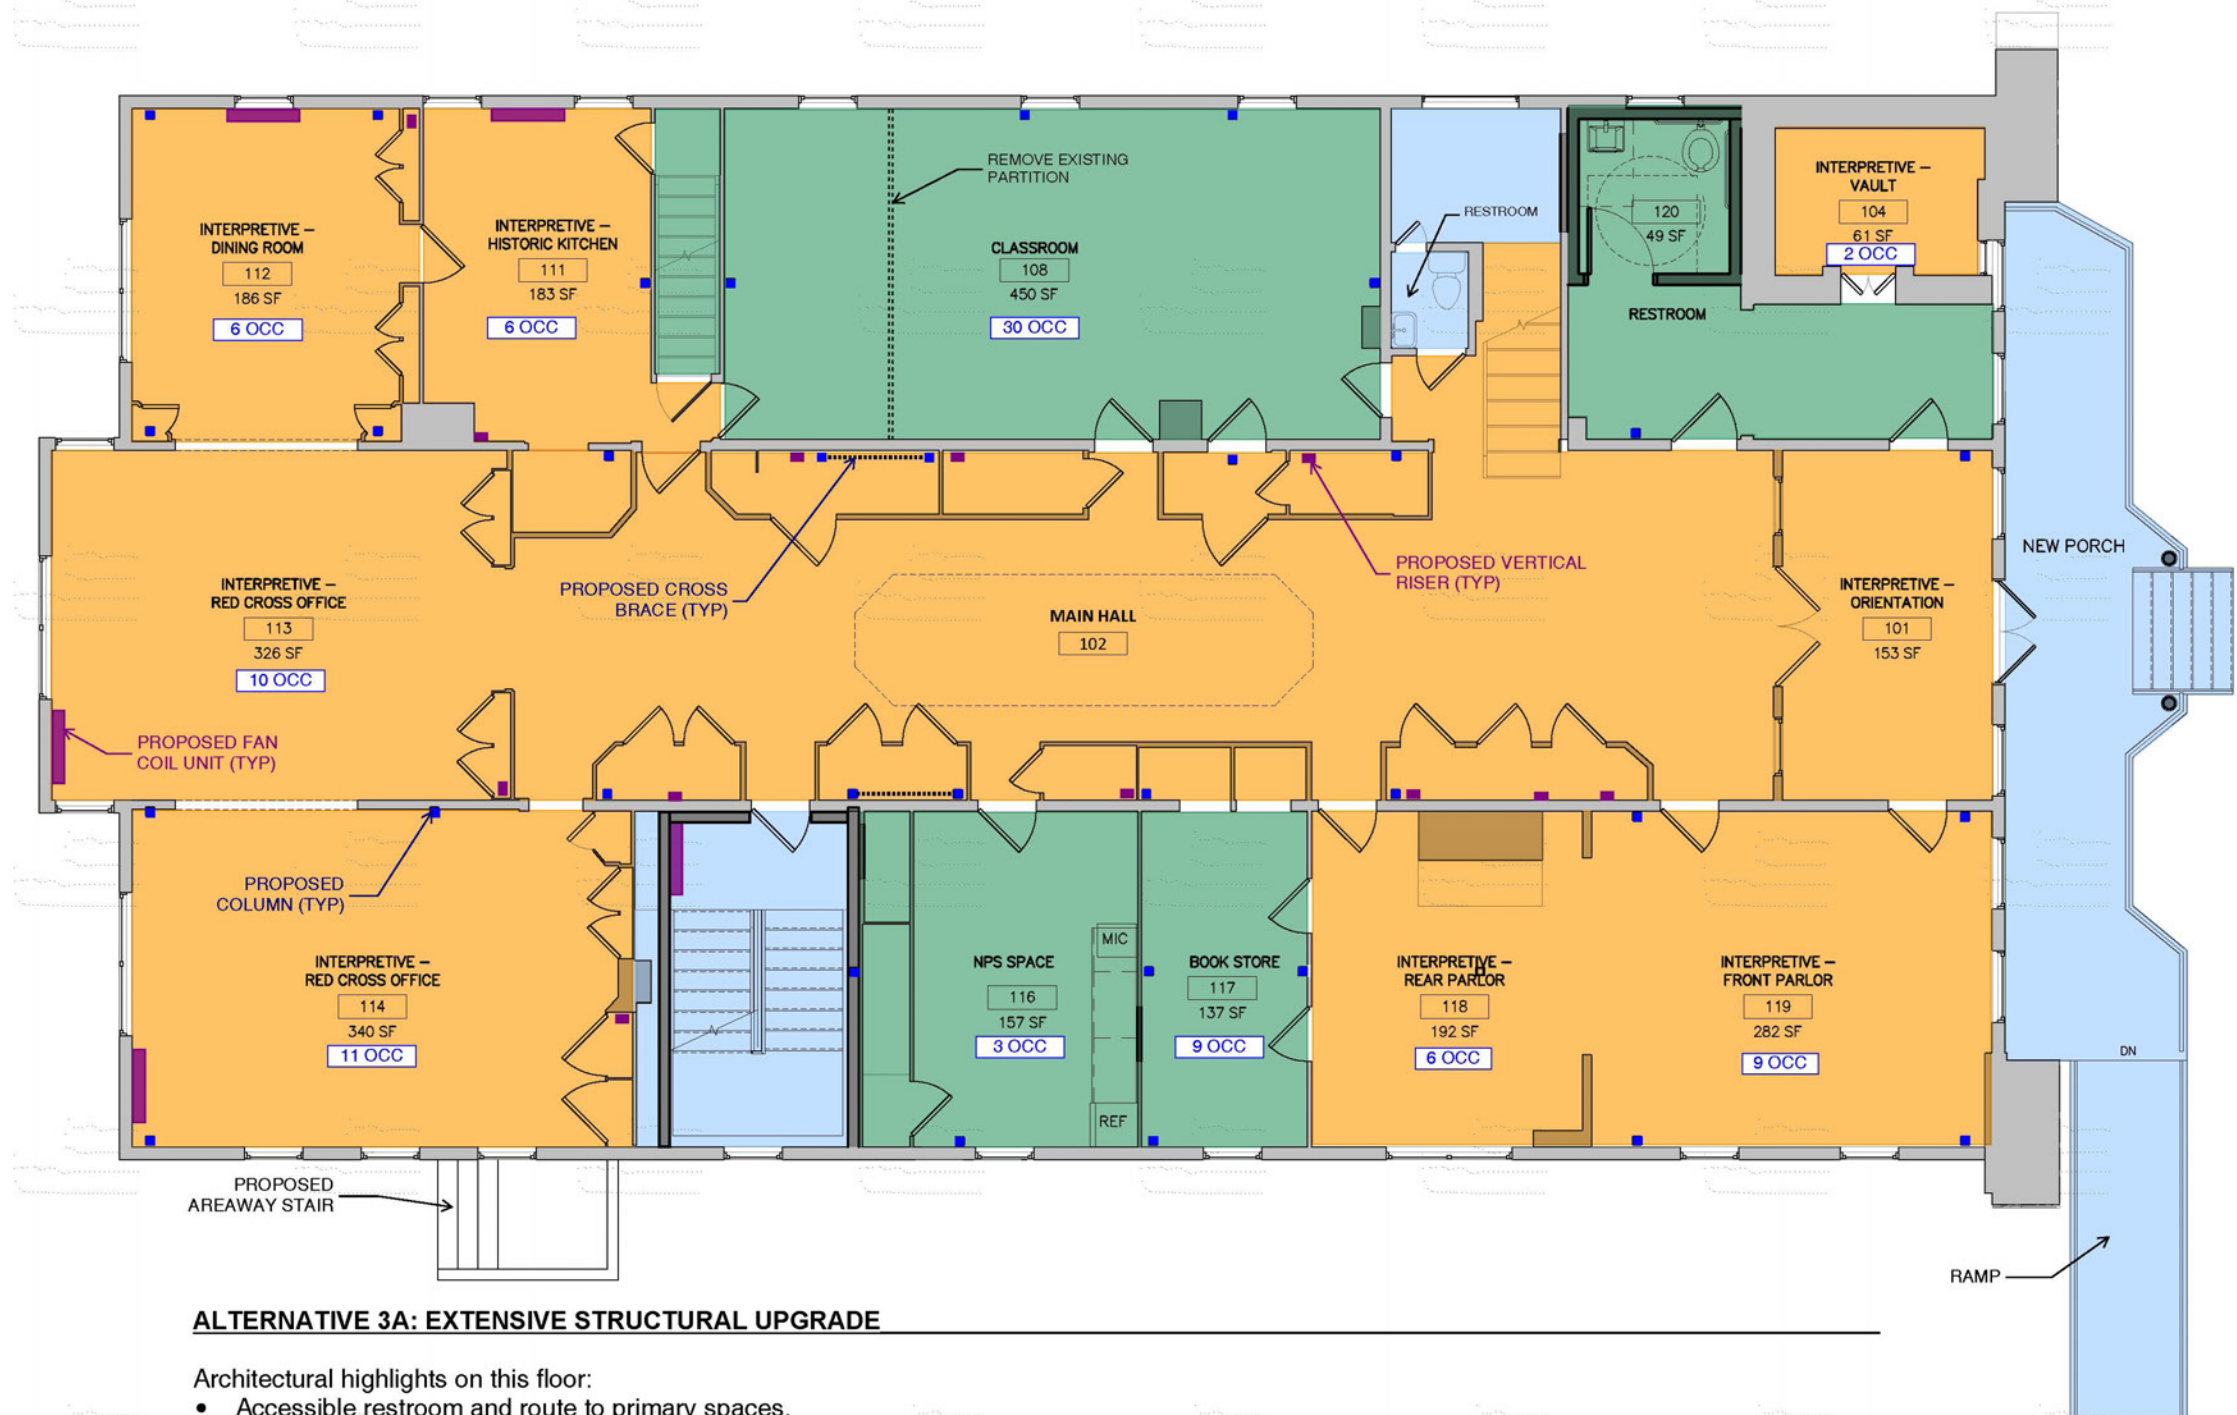 REMOVE EXISTING
PARTITION
RESTROOM
INTERPRETIVE –
DINING ROOM
112
186 SF
6 OCC
INTERPRETIVE –
HISTORIC KITCHEN
111
183 SF
6 OCC
CLASSROOM
108
450 SF
30 OCC
120
49 SF
RESTROOM
INTERPRETIVE –
VAULT
104
61 SF
2 OCC
NEW PORCH
INTERPRETIVE –
RED CROSS OFFICE
113
326 SF
10 OCC
PROPOSED CROSS
BRACE (TYP)
MAIN HALL
102
PROPOSED VERTICAL
RISER (TYP)
INTERPRETIVE –
ORIENTATION
101
153 SF
PROPOSED FAN
COIL UNIT (TYP)
PROPOSED
COLUMN (TYP)
INTERPRETIVE –
RED CROSS OFFICE
114
340 SF
11 OCC
NPS SPACE
116
157 SF
3 OCC
MIC
REF
BOOK STORE
117
137 SF
9 OCC
INTERPRETIVE –
REAR PARLOR
118
192 SF
6 OCC
INTERPRETIVE –
FRONT PARLOR
119
282 SF
9 OCC
DN
PROPOSED
AREAWAY STAIR
RAMP
ALTERNATIVE 3A: EXTENSIVE STRUCTURAL UPGRADE
Architectural highlights on this floor:
• Accessible restroom and route to primary spaces.